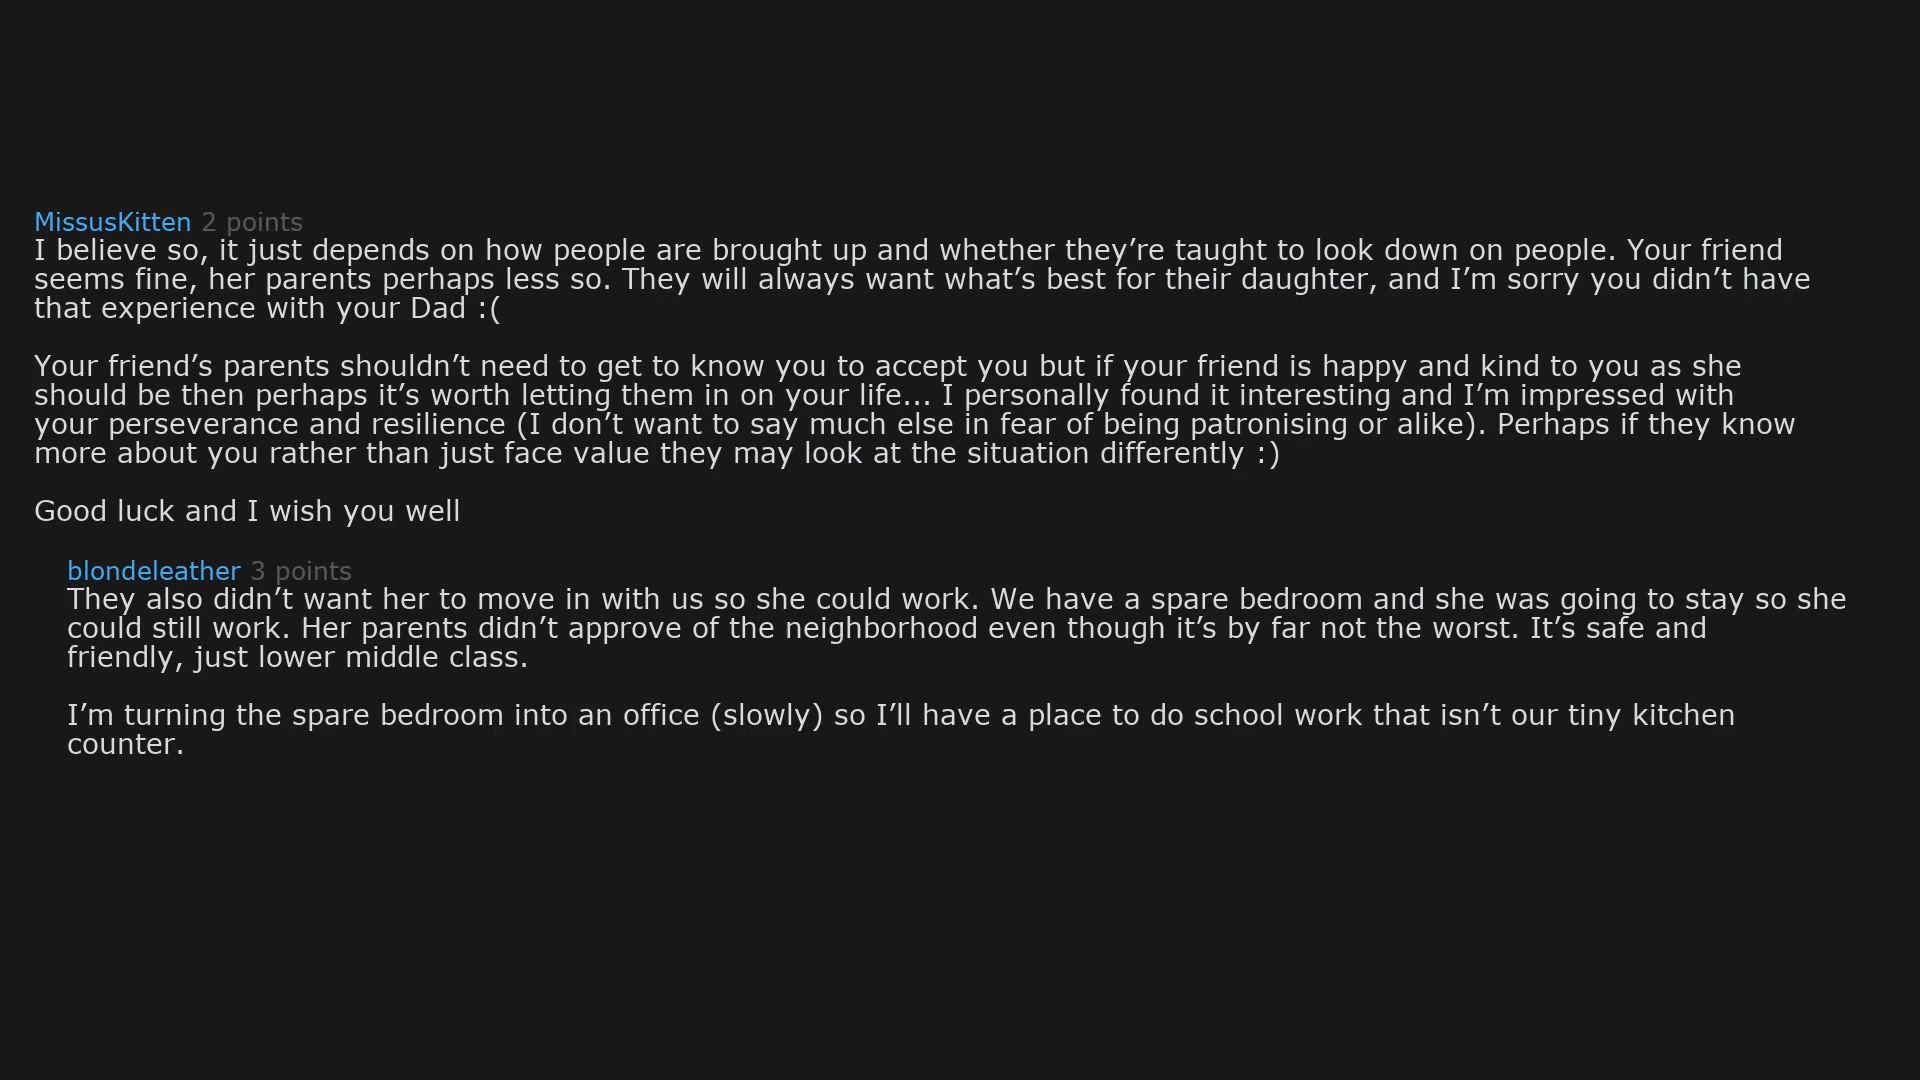 MissusKitten 2 points
I believe so, it just depends on how people are brought up and whether they’re taught to look down on people. Your friend
seems fine, her parents perhaps less so. They will always want what’s best for their daughter, and I’m sorry you didn’t have
that experience with your Dad :(
Your friend’s parents shouldn’t need to get to know you to accept you but if your friend is happy and kind to you as she
should be then perhaps it’s worth letting them in on your life... I personally found it interesting and I’m impressed with
your perseverance and resilience (I don’t want to say much else in fear of being patronising or alike). Perhaps if they know
more about you rather than just face value they may look at the situation differently :)
Good luck and I wish you well
blondeleather 3 points
They also didn’t want her to move in with us so she could work. We have a spare bedroom and she was going to stay so she
could still work. Her parents didn’t approve of the neighborhood even though it’s by far not the worst. It’s safe and
friendly, just lower middle class.
I’m turning the spare bedroom into an office (slowly) so I’ll have a place to do school work that isn’t our tiny kitchen
counter.